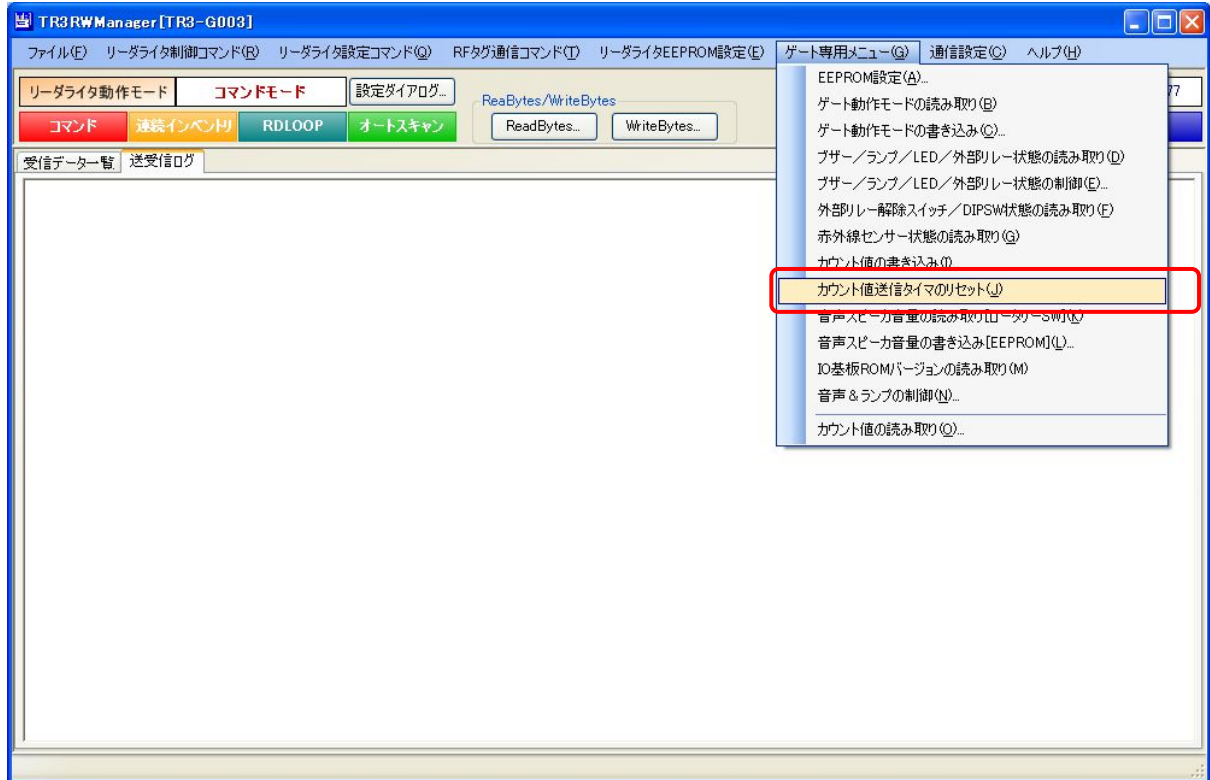 TR3RWManager[TR3-G003]
ファイル(F) リーダライタ制御コマンド(R) リーダライタ設定コマンド(Q) RFタグ通信コマンド(T) リーダライタEEPROM設定(E) ゲート専用メニュー(G) 通信設定(C) ヘルプ(H)
リーダライタ動作モード コマンドモード 設定ダイアログ... ReaBytes/WriteBytes
コマンド 連続インベントリ RDLOOP オートスキャン ReadBytes... WriteBytes...
受信データ一覧 送受信ログ
EEPROM設定(A)...
ゲート動作モードの読み取り(B)
ゲート動作モードの書き込み(C)...
ブザー／ランプ／LED／外部リレー状態の読み取り(D)
ブザー／ランプ／LED／外部リレー状態の制御(E)...
外部リレー解除スイッチ／DIPSW状態の読み取り(F)
赤外線センサー状態の読み取り(G)
カウント値の書き込み(I)
カウント値送信タイマのリセット(J)
音声スピーカ音量の読み取り[ロータリーSW](K)
音声スピーカ音量の書き込み[EEPROM](L)...
IO基板ROMバージョンの読み取り(M)
音声＆ランプの制御(N)...
カウント値の読み取り(O)...